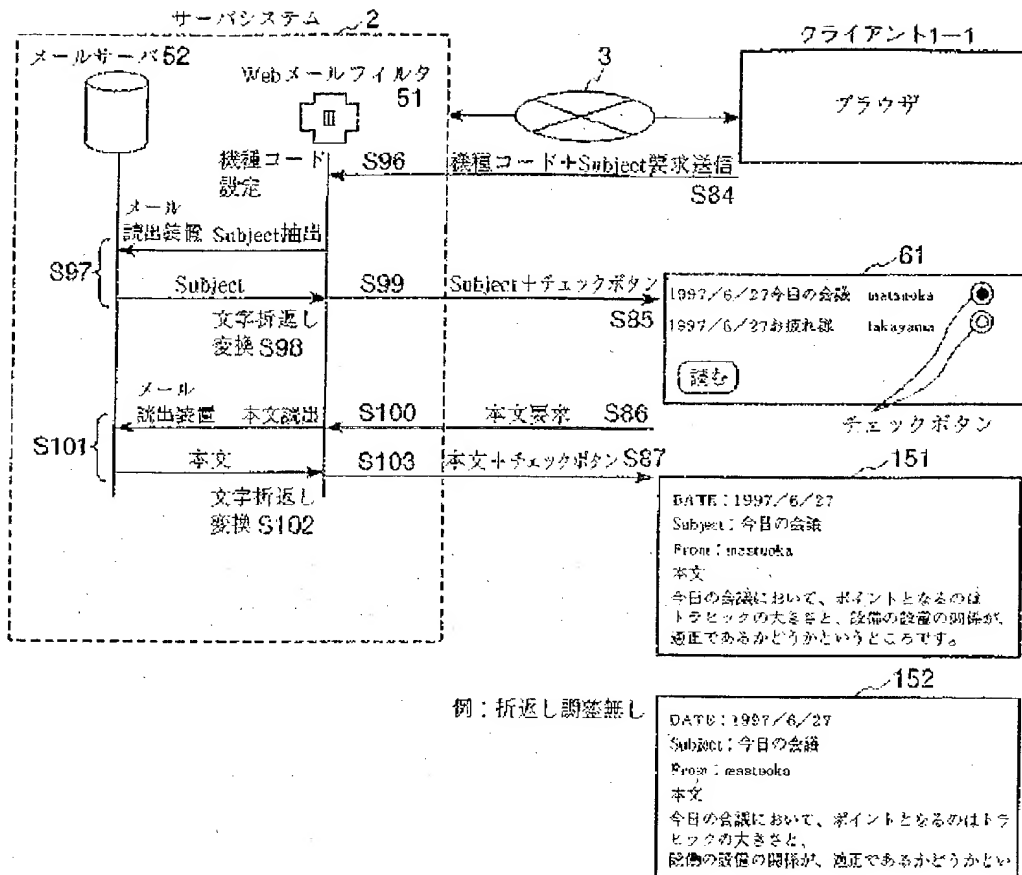 サーバシステム 2
メールサーバ 52
Webメールフィルタ
51
3
クライアント1—1
ブラウザ
機種コード
設定
S96
機種コード+Subject要求送信
S84
メール
読出装置 Subject抽出
S97
Subject
S99
Subject+チェックボタン
S85
文字折返し
変換 S98
61
1997/6/27今日の会議 matsuoka
1997/6/27お疲れ様 takayama
読む
チェックボタン
メール
読出装置 本文読出
S100
本文要求
S86
S101
本文
S103
本文+チェックボタン S87
文字折返し
変換 S102
151
DATE:1997/6/27
Subject:今日の会議
From:mastuoka
本文
今日の会議において、ポイントとなるのは
トラヒックの大きさと、設備の設置の関係が、
適正であるかどうかというところです。
152
例:折返し調整無し
DATE:1997/6/27
Subject:今日の会議
From:mastuoka
本文
今日の会議において、ポイントとなるのはトラ
ヒックの大きさと、
設備の設置の関係が、適正であるかどうかとい